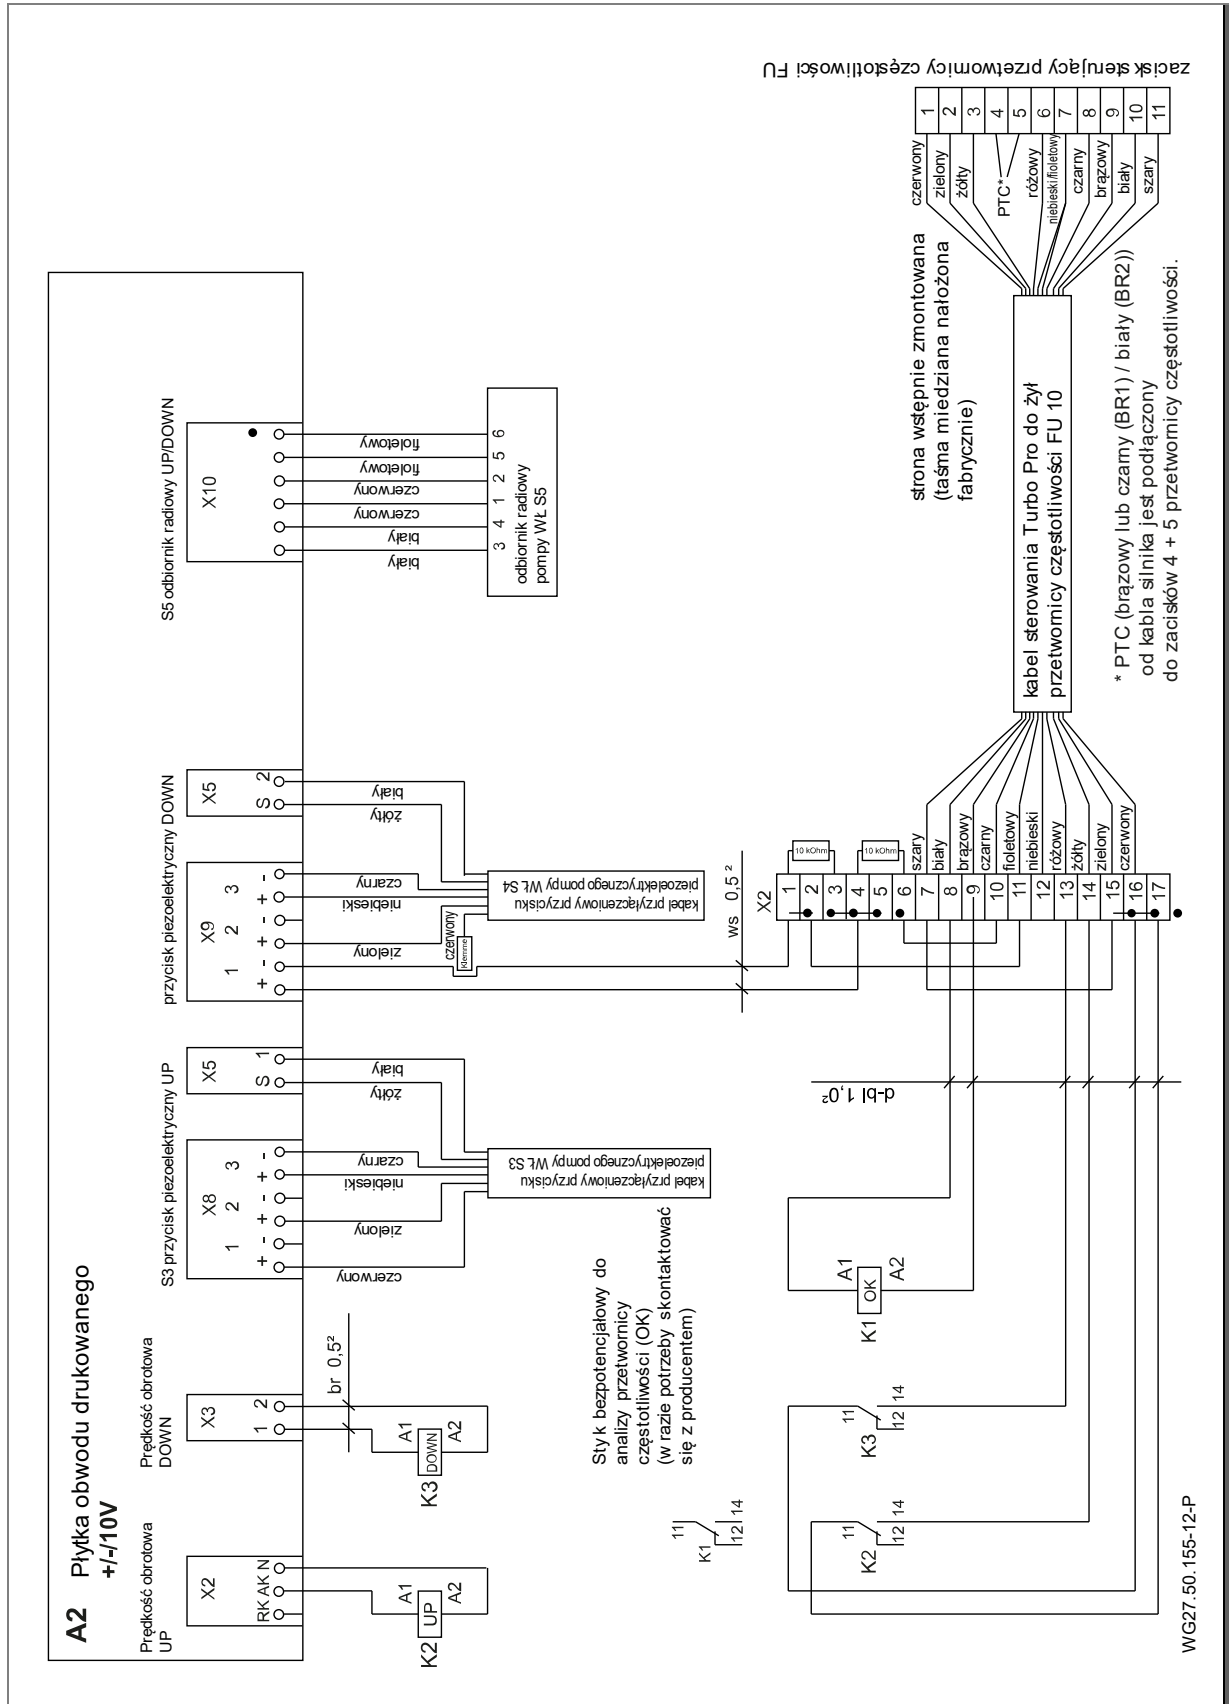 A2 Płytka obwodu drukowanego
+/-/10V
Prędkość obrotowa
UP
X2
RK AK N
Prędkość obrotowa
DOWN
X3
1 2
br 0,5²
S3 przycisk piezoelektryczny UP
X8
1 2 3
+ - + - + -
X5
S 1
przycisk piezoelektryczny DOWN
X9
1 2 3
+ - + - + -
X5
S 2
S5 odbiornik radiowy UP/DOWN
X10
K2
UP
A1
A2
K3
DOWN
A1
A2
czerwony
zielony
niebieski
czarny
żółty
biały
kabel przyłączeniowy przycisku
piezoelektrycznego pompy WŁ S3
zielony
czerwony
Klemme
niebieski
czarny
żółty
biały
kabel przyłączeniowy przycisku
piezoelektrycznego pompy WŁ S4
biały
biały
czerwony
czerwony
fioletowy
fioletowy
3 4 1 2 5 6
odbiornik radiowy
pompy WŁ S5
Styk bezpotencjałowy do
analizy przetwornicy
częstotliwości (OK)
(w razie potrzeby skontaktować
się z producentem)
K1
11
12
14
ws 0,5²
X2
10 kOhm
10 kOhm
1
2
3
4
5
6
7
8
9
10
11
12
13
14
15
16
17
szary
biały
brązowy
czarny
fioletowy
niebieski
różowy
żółty
zielony
czerwony
d-bl 1,0²
K1
OK
A1
A2
K3
11
12
14
K2
11
12
14
kabel sterowania Turbo Pro do żył
przetwornicy częstotliwości FU 10
strona wstępnie zmontowana
(taśma miedziana nałożona
fabrycznie)
zacisk sterujący przetwornicy częstotliwości FU
1
2
3
4
5
6
7
8
9
10
11
czerwony
zielony
żółty
PTC*
różowy
niebieski/fioletowy
czarny
brązowy
biały
szary
* PTC (brązowy lub czarny (BR1) / biały (BR2))
od kabla silnika jest podłączony
do zacisków 4 + 5 przetwornicy częstotliwości.
WG27.50.155-12-P